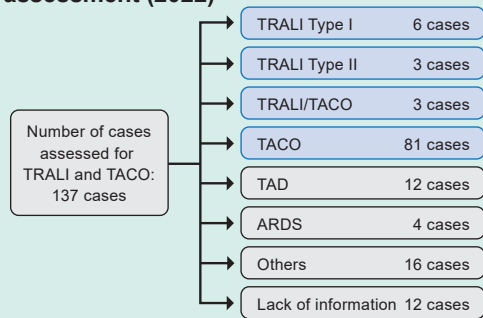 Number of cases
assessed for
TRALI and TACO:
137 cases
TRALI Type I 6 cases
TRALI Type II 3 cases
TRALI/TACO 3 cases
TACO 81 cases
TAD 12 cases
ARDS 4 cases
Others 16 cases
Lack of information 12 cases